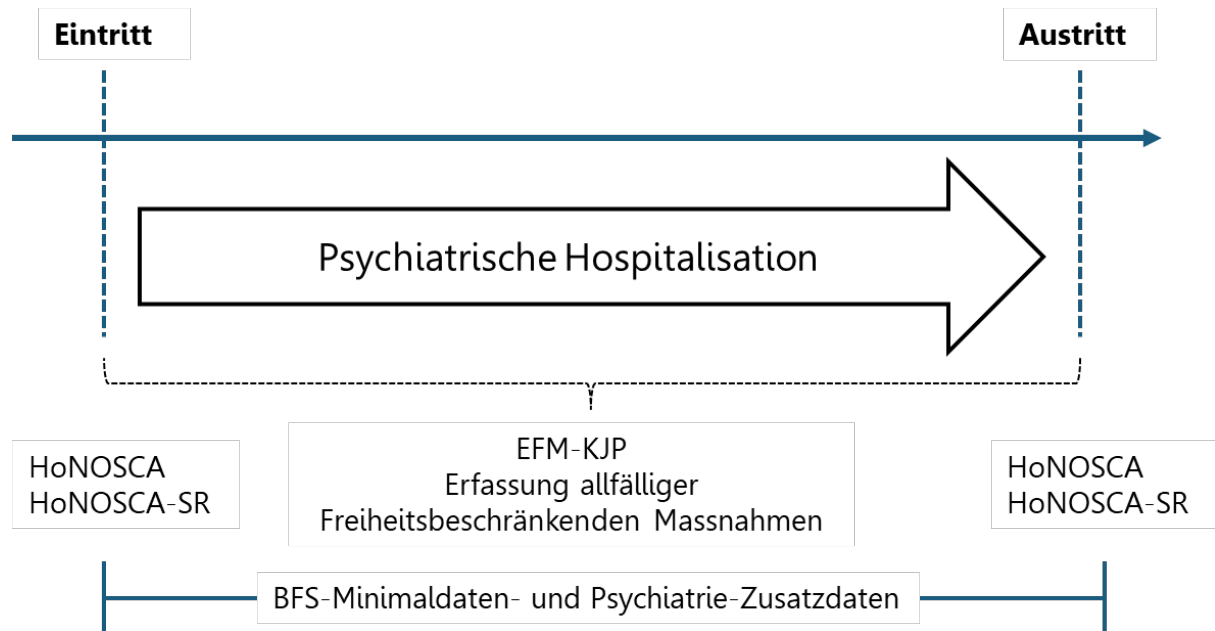 Eintritt
Austritt
Psychiatrische Hospitalisation
HoNOSCA
HoNOSCA-SR
EFM-KJP
Erfassung allfälliger
Freiheitsbeschränkenden Massnahmen
HoNOSCA
HoNOSCA-SR
BFS-Minimaldaten- und Psychiatrie-Zusatzdaten